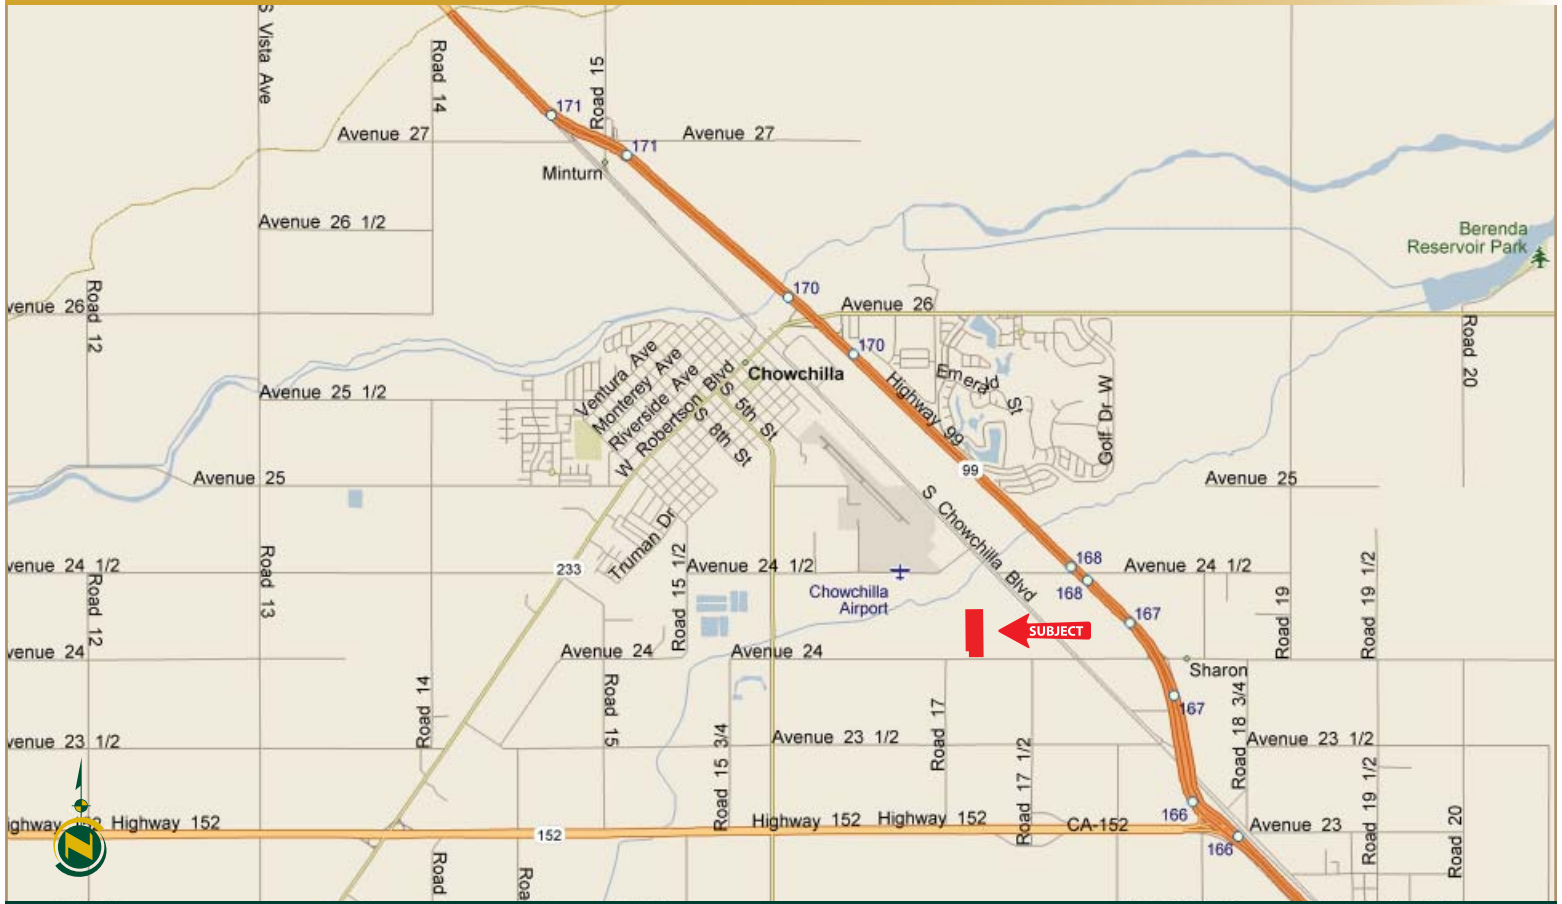 S Vista Ave
Road 14
Road 15
171
Avenue 27
171
Avenue 27
Minturn
Avenue 26 1/2
Berenda
Reservoir Park
Road 12
venue 26
170
Avenue 26
Road 20
170
Ventura Ave
Monterey Ave
Riverside Ave
W Robertson Blvd
S 5th St
S 8th St
Chowchilla
Highway 99
Emerald St
Golf Dr W
Avenue 25 1/2
99
Avenue 25
Avenue 25
S Chowchilla Blvd
Truman Dr
venue 24 1/2
Road 12
Road 13
233
Road 15 1/2
Avenue 24 1/2
168
168
Avenue 24 1/2
Chowchilla
Airport
167
Road 19
Road 19 1/2
SUBJECT
venue 24
Avenue 24
Avenue 24
Sharon
Road 14
Road 15
Road 15 3/4
Road 17
167
Road 18 3/4
venue 23 1/2
Avenue 23 1/2
Road 17 1/2
Avenue 23 1/2
Road 19 1/2
Road 20
ighway
Highway 152
152
Highway 152
Highway 152
CA-152
166
Avenue 23
166
N
Road
Roa